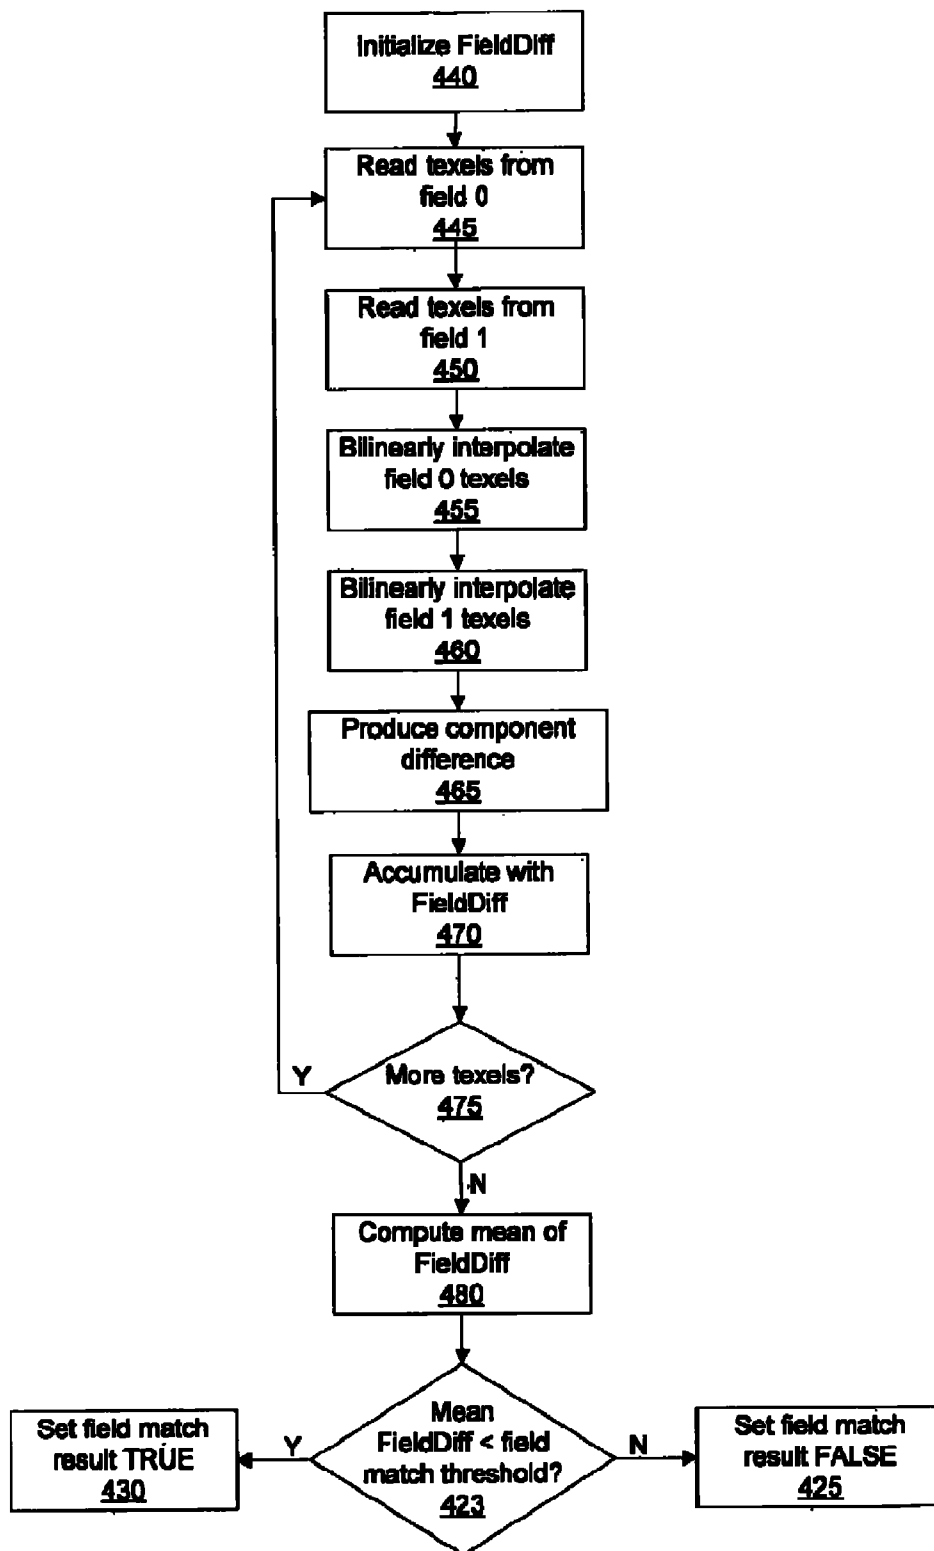 Initialize FieldDiff
440
Read texels from
field 0
445
Read texels from
field 1
450
Bilinearly interpolate
field 0 texels
455
Bilinearly interpolate
field 1 texels
460
Produce component
difference
465
Accumulate with
FieldDiff
470
More texels?
475
Y
N
Compute mean of
FieldDiff
480
Mean
FieldDiff < field
match threshold?
423
Y
N
Set field match
result TRUE
430
Set field match
result FALSE
425